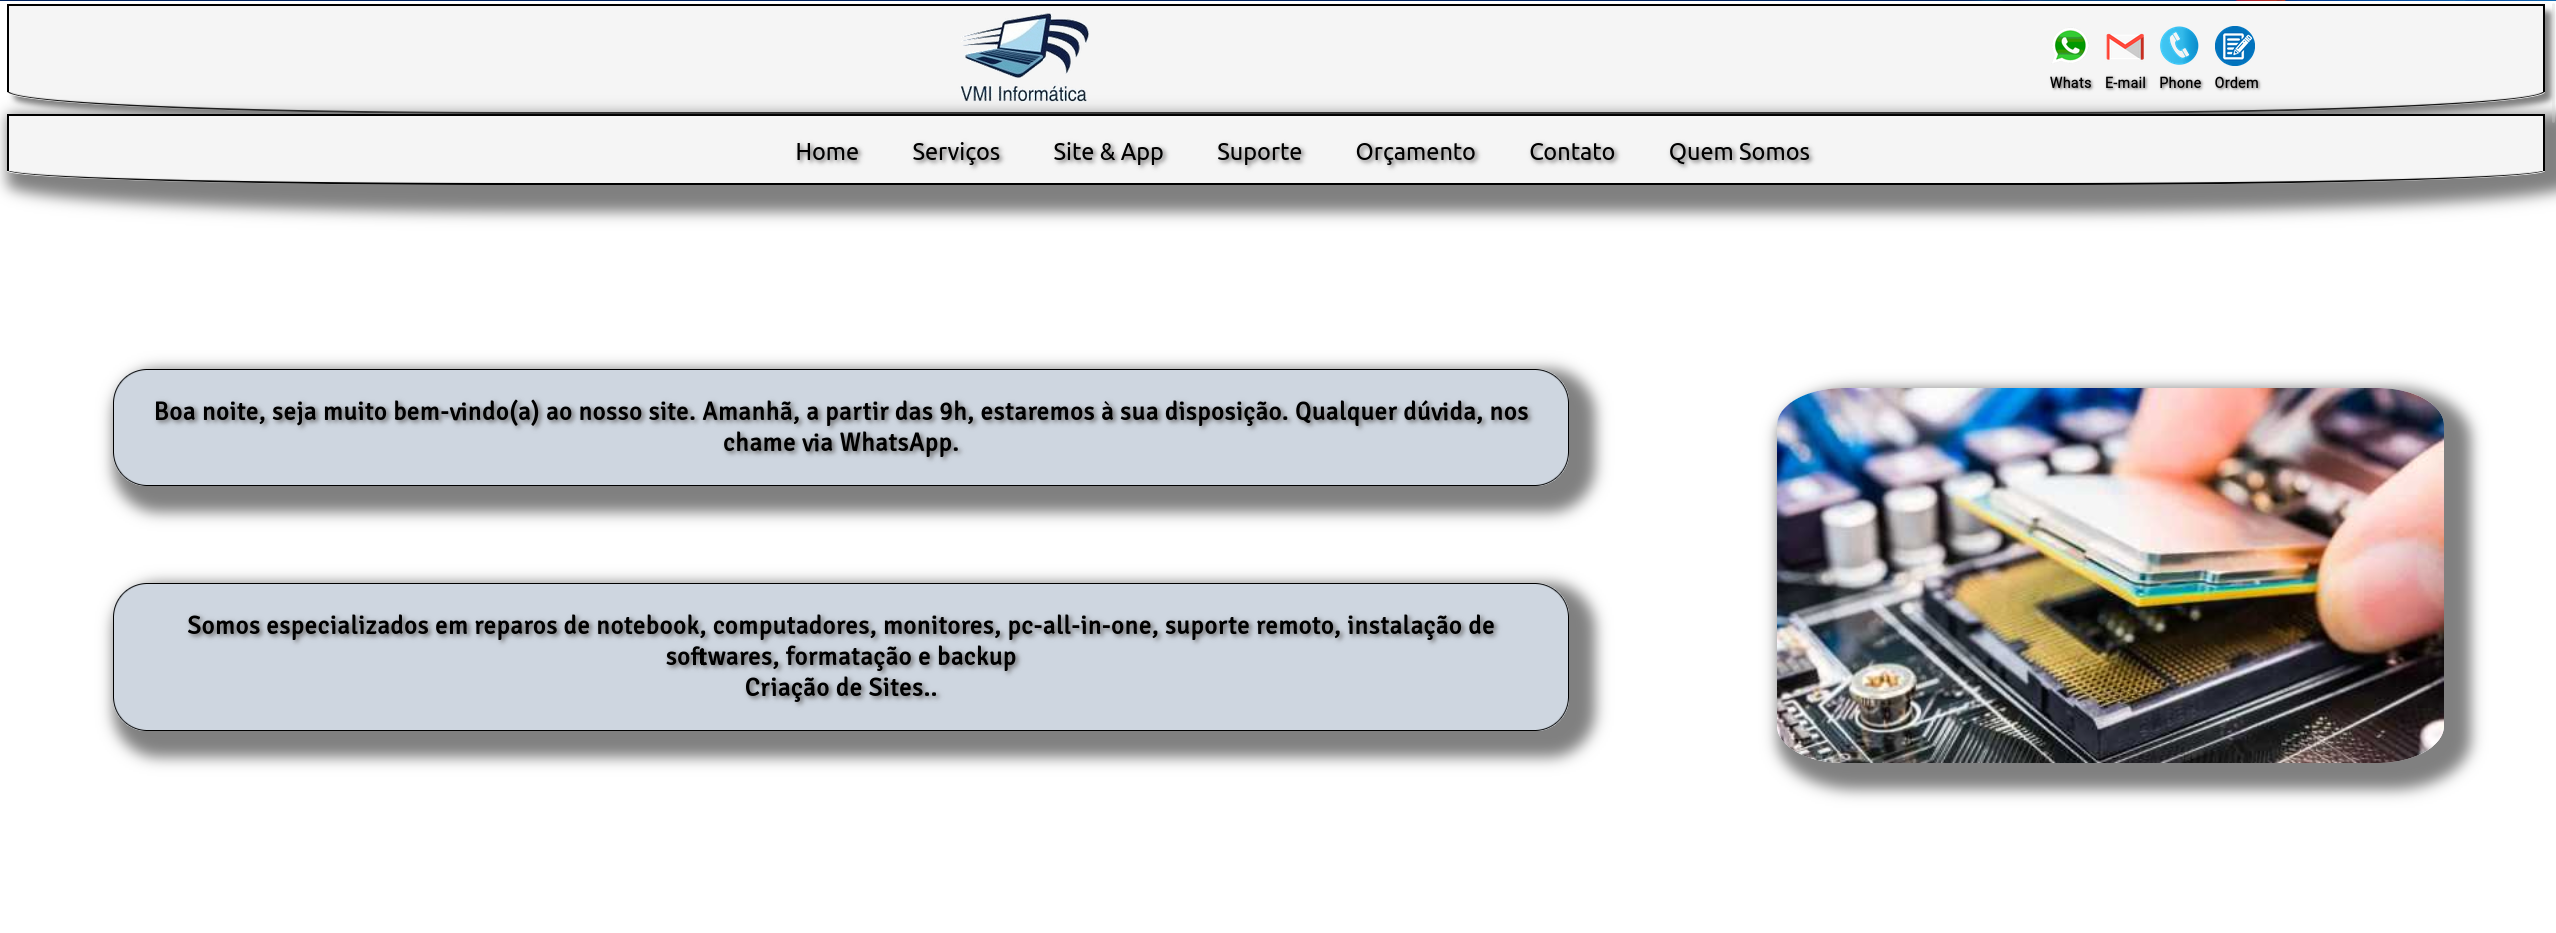 VMI Informática
Whats E-mail Phone Ordem
Home Serviços Site & App Suporte Orçamento Contato Quem Somos
Boa noite, seja muito bem-vindo(a) ao nosso site. Amanhã, a partir das 9h, estaremos à sua disposição. Qualquer dúvida, nos
chame via WhatsApp.
Somos especializados em reparos de notebook, computadores, monitores, pc-all-in-one, suporte remoto, instalação de
softwares, formatação e backup
Criação de Sites..